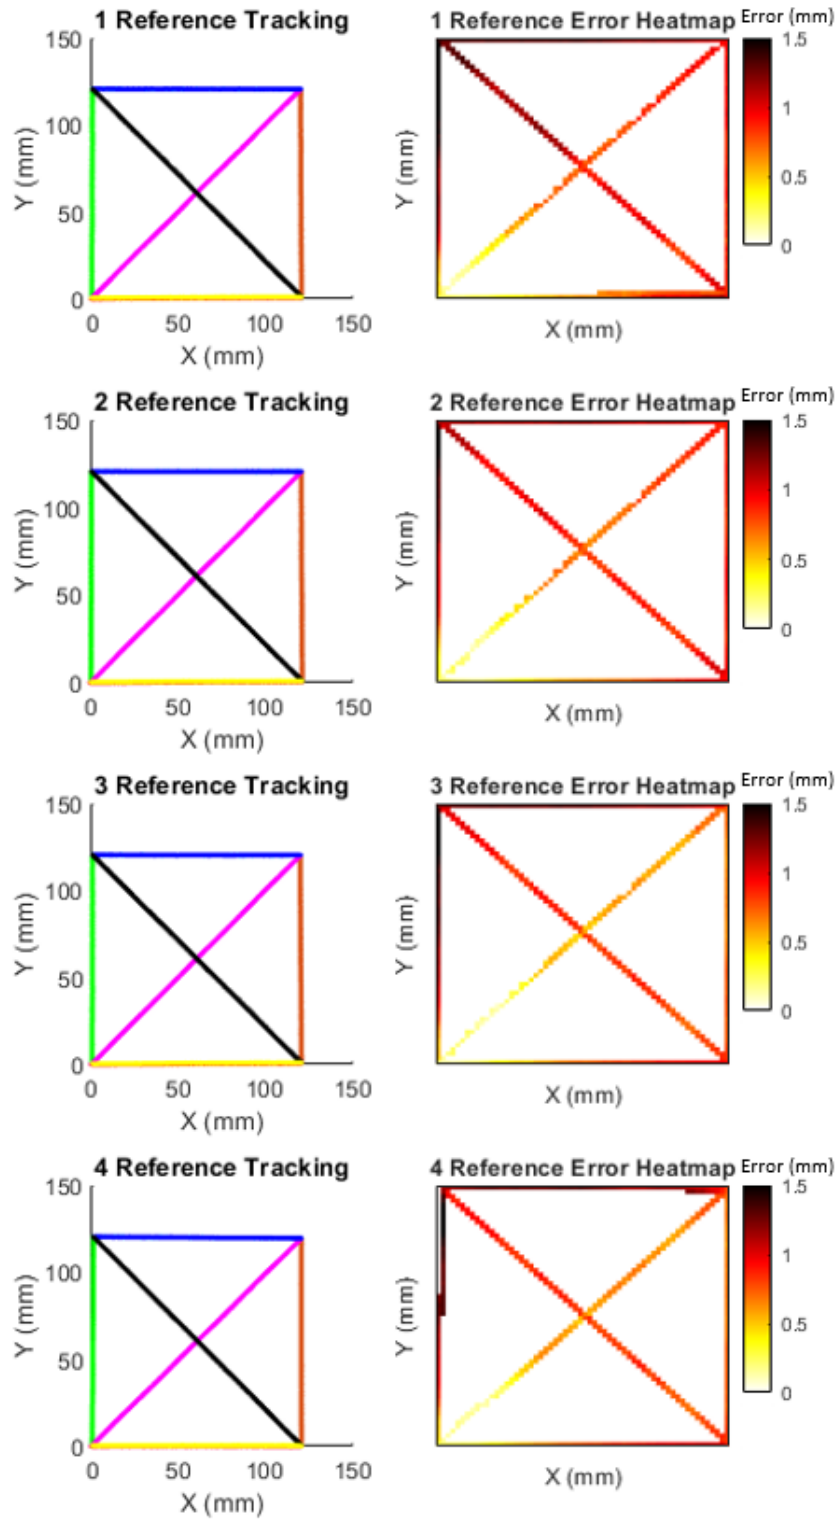 1 Reference Tracking
150
100
50
0
Y (mm)
0 50 100 150
X (mm)
1 Reference Error Heatmap
Error (mm)
1.5
1
0.5
0
Y (mm)
X (mm)
2 Reference Tracking
150
100
50
0
Y (mm)
0 50 100 150
X (mm)
2 Reference Error Heatmap
Error (mm)
1.5
1
0.5
0
Y (mm)
X (mm)
3 Reference Tracking
150
100
50
0
Y (mm)
0 50 100 150
X (mm)
3 Reference Error Heatmap
Error (mm)
1.5
1
0.5
0
Y (mm)
X (mm)
4 Reference Tracking
150
100
50
0
Y (mm)
0 50 100 150
X (mm)
4 Reference Error Heatmap
Error (mm)
1.5
1
0.5
0
Y (mm)
X (mm)